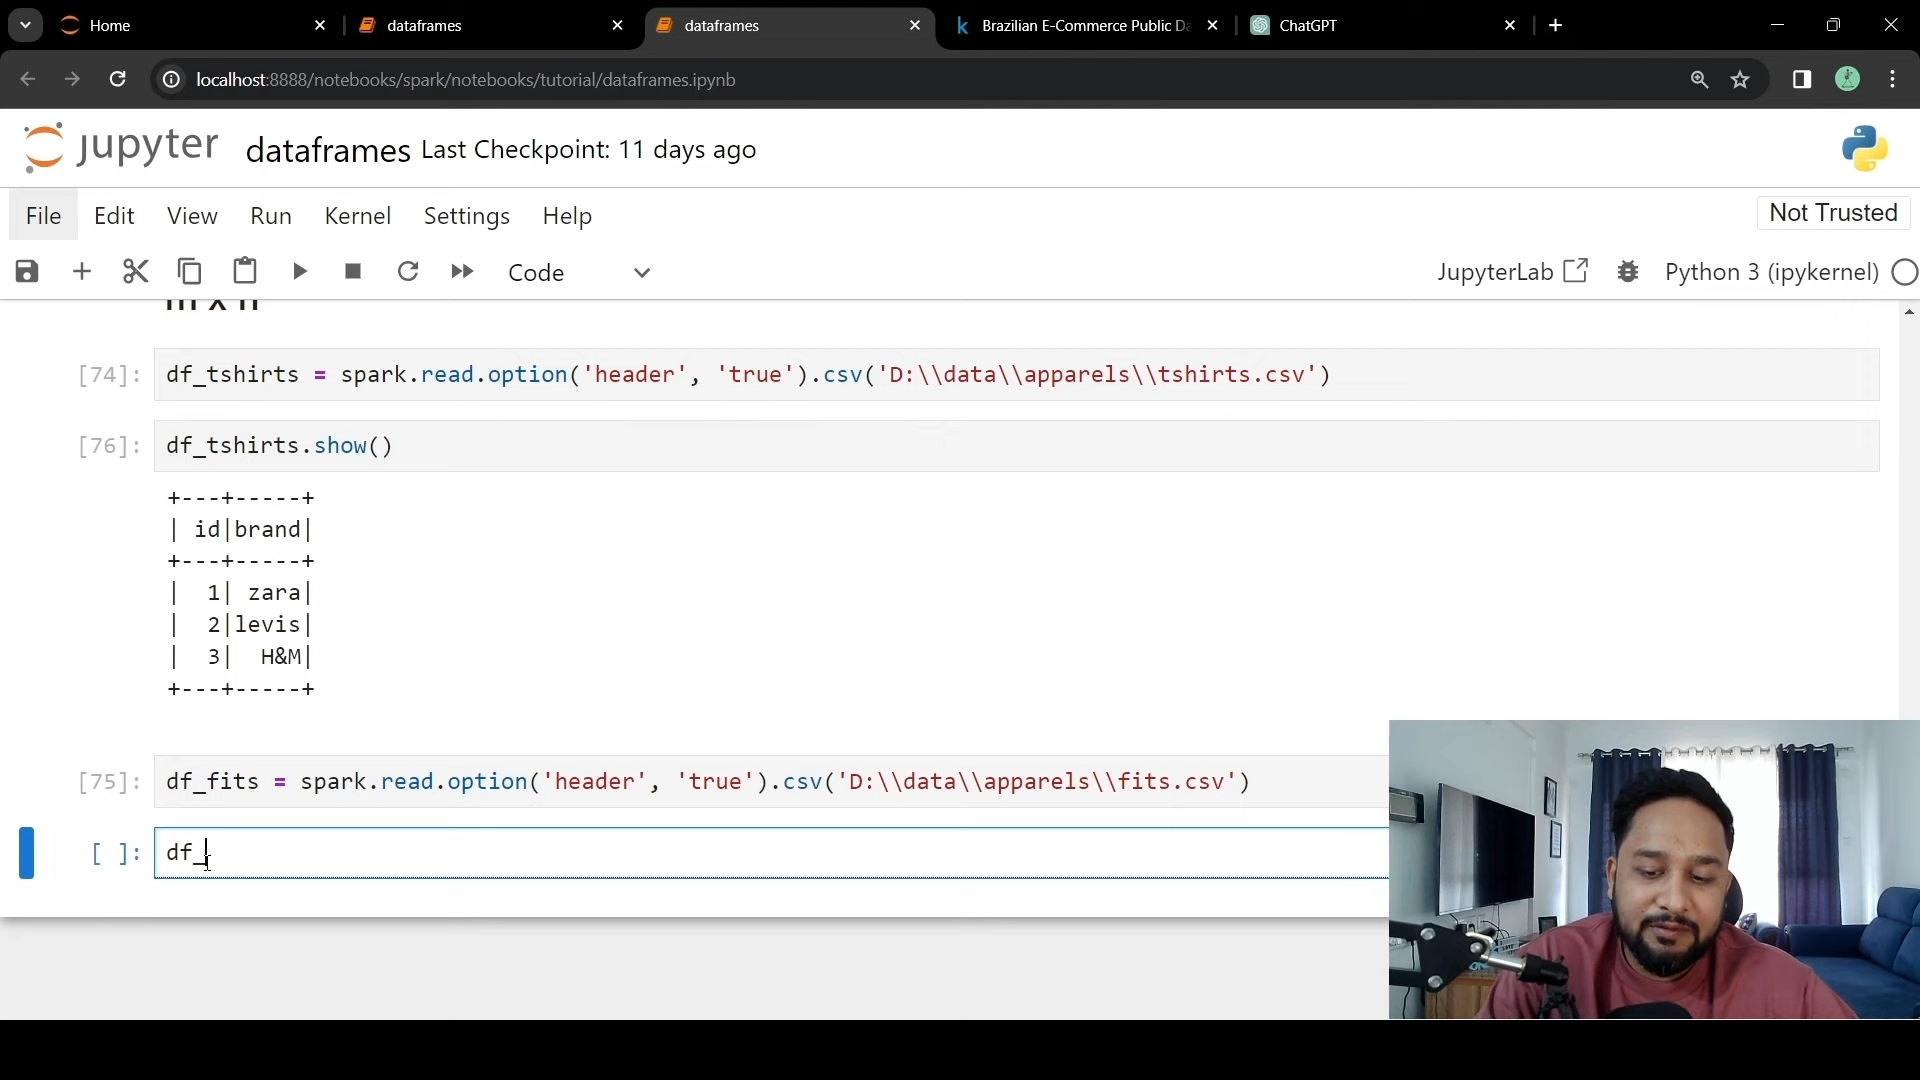 Home
dataframes
dataframes
Brazilian E-Commerce Public Da
ChatGPT
localhost:8888/notebooks/spark/notebooks/tutorial/dataframes.ipynb
jupyter dataframes Last Checkpoint: 11 days ago
File Edit View Run Kernel Settings Help
Not Trusted
Code
JupyterLab
Python 3 (ipykernel)
m x n
[74]: df_tshirts = spark.read.option('header', 'true').csv('D:\\data\\apparels\\tshirts.csv')
[76]: df_tshirts.show()
+---+-----+
| id|brand|
+---+-----+
|  1| zara|
|  2|levis|
|  3|  H&M|
+---+-----+
[75]: df_fits = spark.read.option('header', 'true').csv('D:\\data\\apparels\\fits.csv')
[ ]: df_